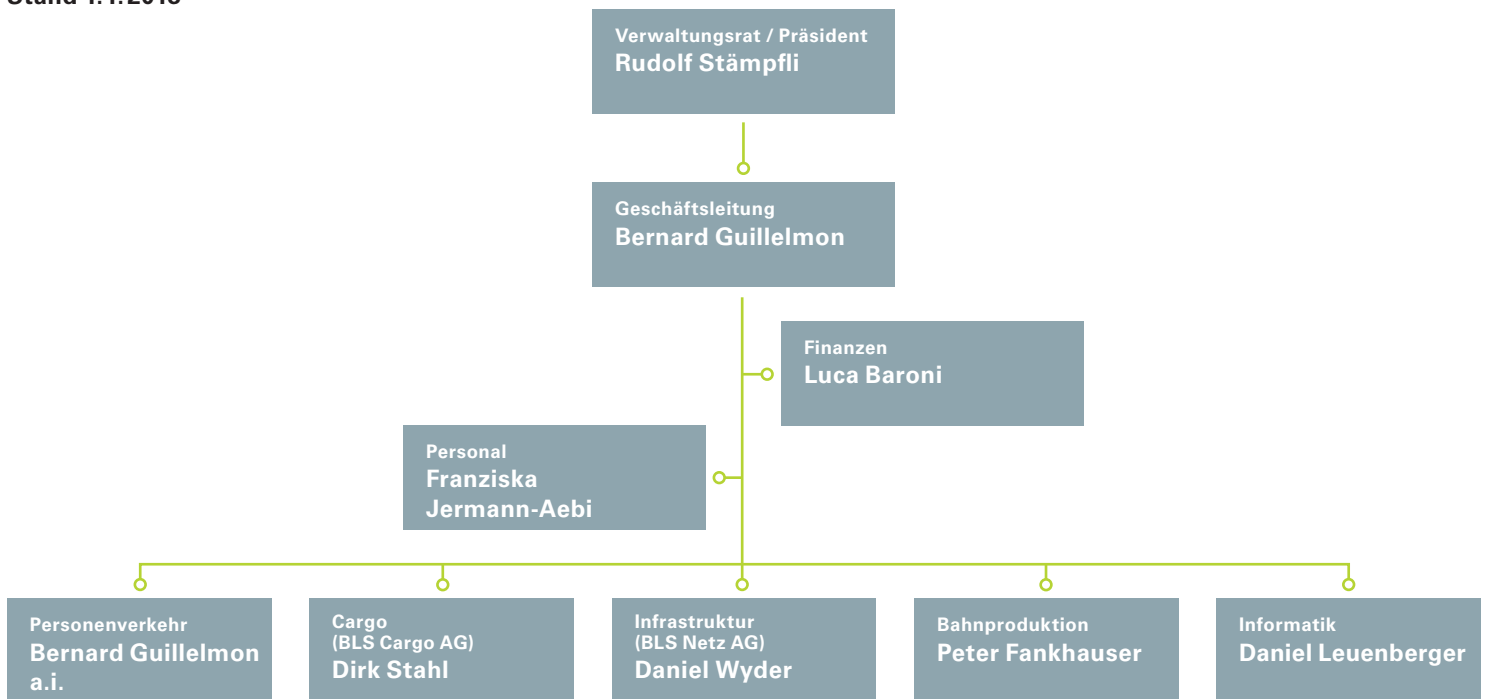 Verwaltungsrat / Präsident
Rudolf Stämpfli
Geschäftsleitung
Bernard Guillelmon
Finanzen
Luca Baroni
Personal
Franziska
Jermann-Aebi
Personenverkehr
Bernard Guillelmon
a.i.
Cargo
(BLS Cargo AG)
Dirk Stahl
Infrastruktur
(BLS Netz AG)
Daniel Wyder
Bahnproduktion
Peter Fankhauser
Informatik
Daniel Leuenberger